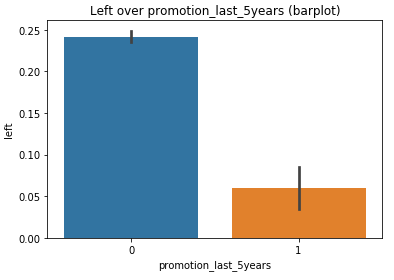 Left over promotion_last_5years (barplot)
0.25
0.20
0.15
0.10
0.05
0.00
left
0 1
promotion_last_5years